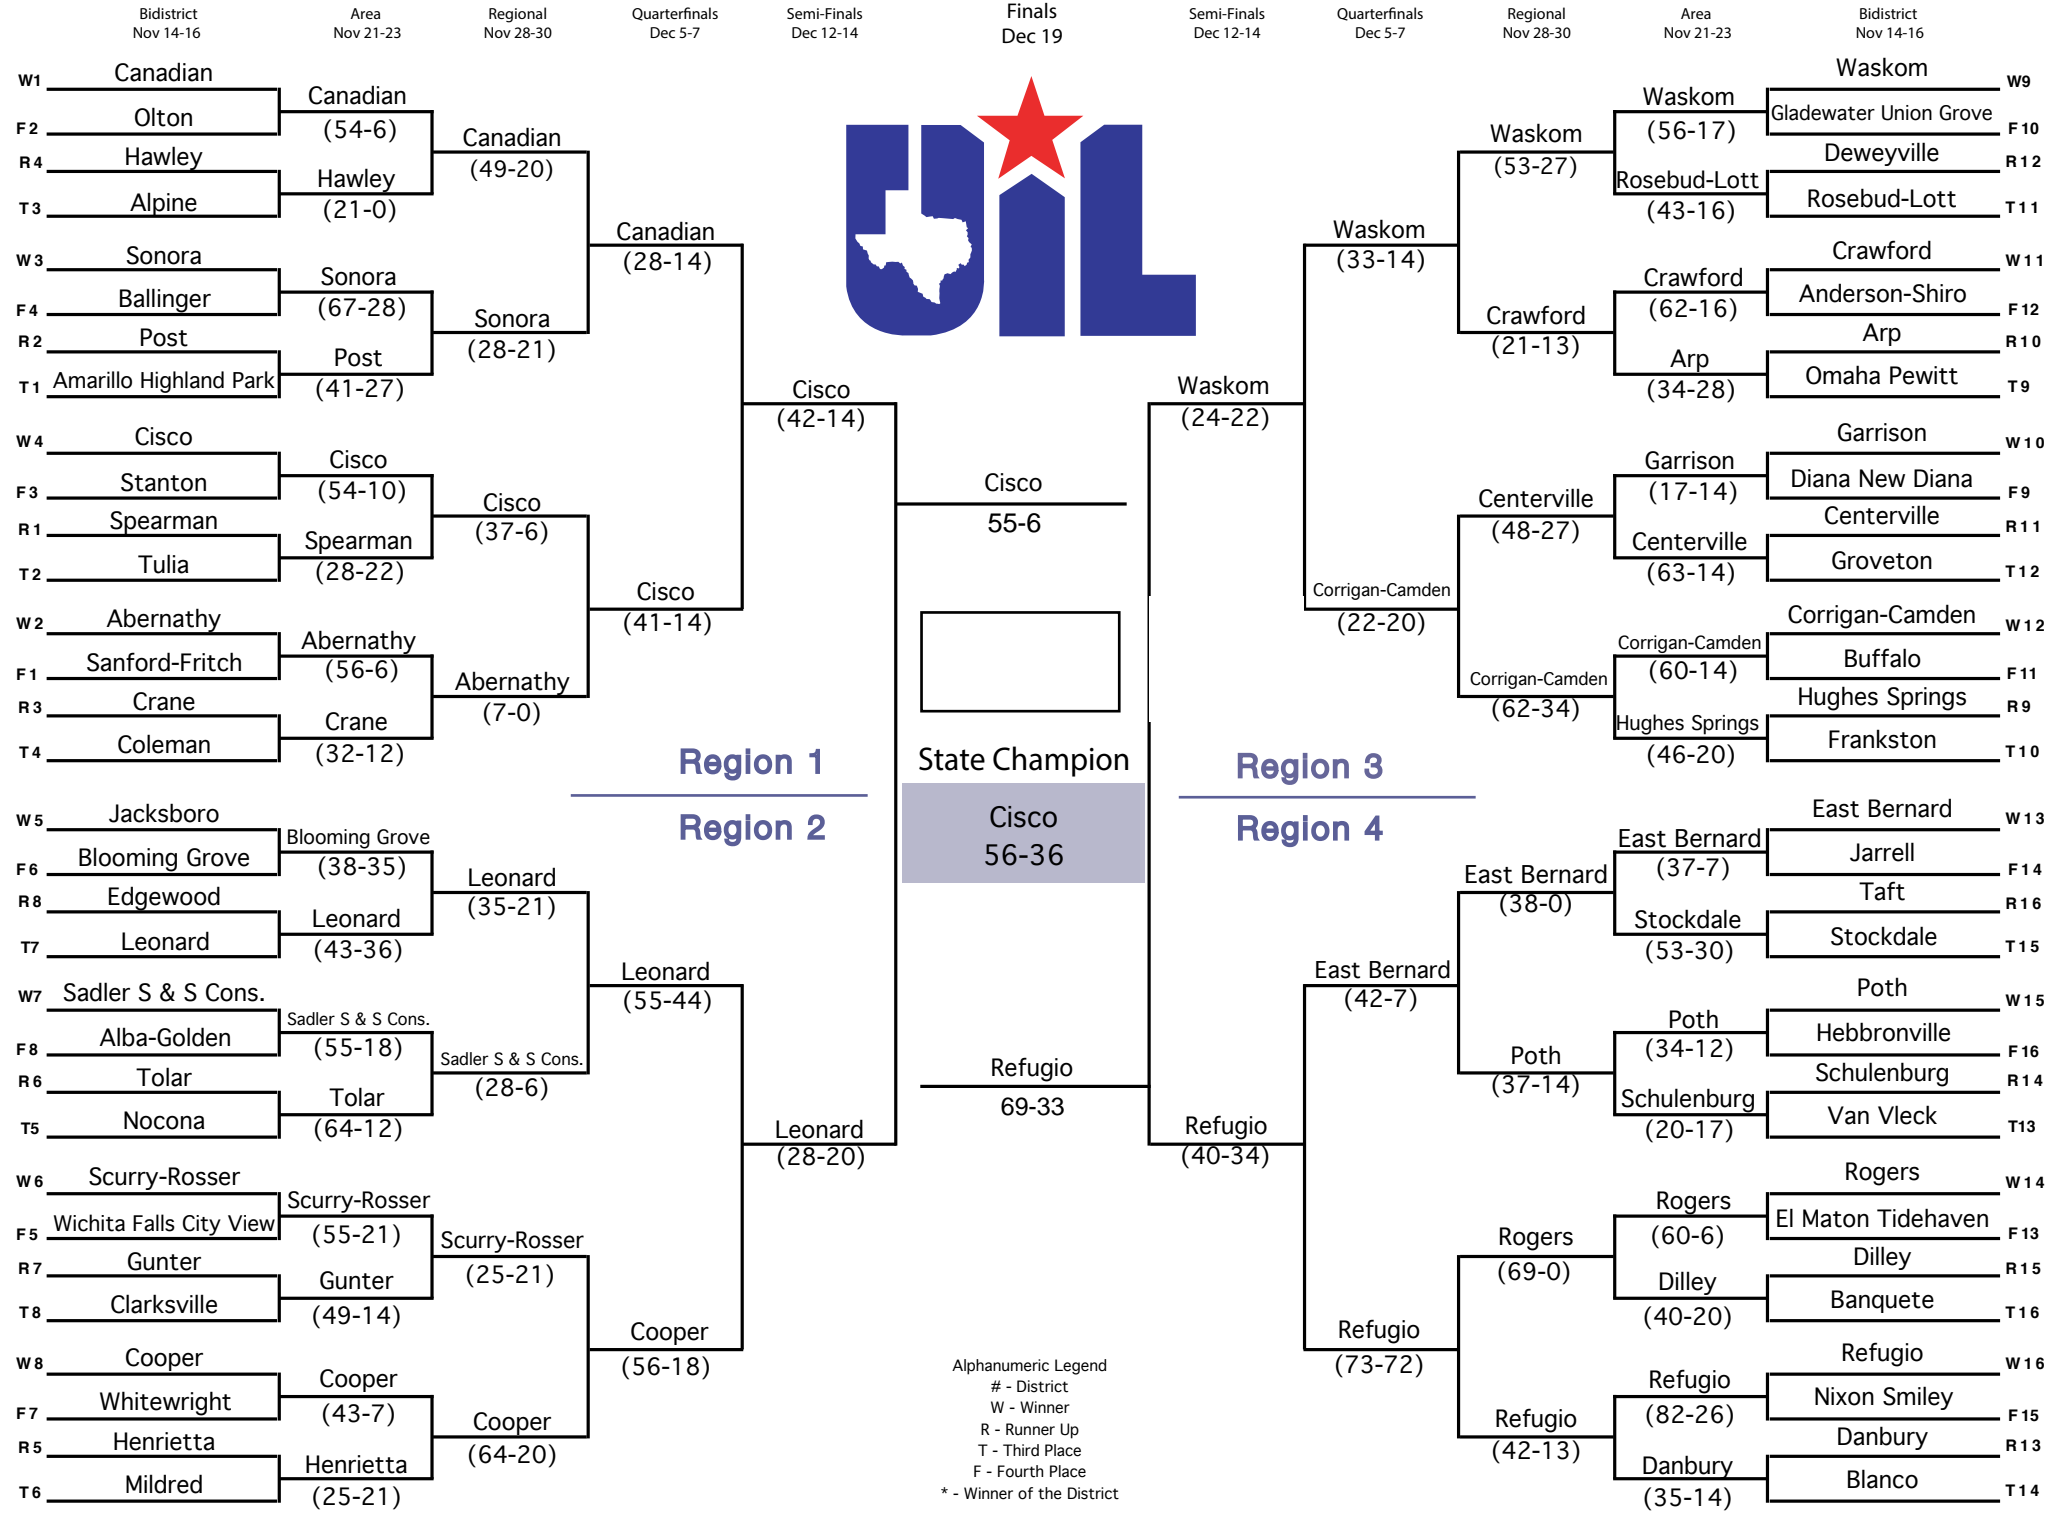 Bidistrict
Nov 14-16
Area
Nov 21-23
Regional
Nov 28-30
Quarterfinals
Dec 5-7
Semi-Finals
Dec 12-14
Finals
Dec 19
Semi-Finals
Dec 12-14
Quarterfinals
Dec 5-7
Regional
Nov 28-30
Area
Nov 21-23
Bidistrict
Nov 14-16
W1 Canadian
F2 Olton
R4 Hawley
T3 Alpine
W3 Sonora
F4 Ballinger
R2 Post
T1 Amarillo Highland Park
W4 Cisco
F3 Stanton
R1 Spearman
T2 Tulia
W2 Abernathy
F1 Sanford-Fritch
R3 Crane
T4 Coleman
W5 Jacksboro
F6 Blooming Grove
R8 Edgewood
T7 Leonard
W7 Sadler S & S Cons.
F8 Alba-Golden
R6 Tolar
T5 Nocona
W6 Scurry-Rosser
F5 Wichita Falls City View
R7 Gunter
T8 Clarksville
W8 Cooper
F7 Whitewright
R5 Henrietta
T6 Mildred
Canadian
(54-6)
Hawley
(21-0)
Sonora
(67-28)
Post
(41-27)
Cisco
(54-10)
Spearman
(28-22)
Abernathy
(56-6)
Crane
(32-12)
Blooming Grove
(38-35)
Leonard
(43-36)
Sadler S & S Cons.
(55-18)
Tolar
(64-12)
Scurry-Rosser
(55-21)
Gunter
(49-14)
Cooper
(43-7)
Henrietta
(25-21)
Canadian
(49-20)
Sonora
(28-21)
Cisco
(37-6)
Abernathy
(7-0)
Leonard
(35-21)
Sadler S & S Cons.
(28-6)
Scurry-Rosser
(25-21)
Cooper
(64-20)
Canadian
(28-14)
Cisco
(41-14)
Region 1
Region 2
Leonard
(55-44)
Cooper
(56-18)
Cisco
(42-14)
Leonard
(28-20)
UIL
Cisco
55-6
State Champion
Cisco
56-36
Refugio
69-33
Alphanumeric Legend
# - District
W - Winner
R - Runner Up
T - Third Place
F - Fourth Place
* - Winner of the District
Waskom
(24-22)
Refugio
(40-34)
Waskom
(33-14)
Corrigan-Camden
(22-20)
Region 3
Region 4
East Bernard
(42-7)
Refugio
(73-72)
Waskom
(53-27)
Crawford
(21-13)
Centerville
(48-27)
Corrigan-Camden
(62-34)
East Bernard
(38-0)
Poth
(37-14)
Rogers
(69-0)
Refugio
(42-13)
Waskom
(56-17)
Rosebud-Lott
(43-16)
Crawford
(62-16)
Arp
(34-28)
Garrison
(17-14)
Centerville
(63-14)
Corrigan-Camden
(60-14)
Hughes Springs
(46-20)
East Bernard
(37-7)
Stockdale
(53-30)
Poth
(34-12)
Schulenburg
(20-17)
Rogers
(60-6)
Dilley
(40-20)
Refugio
(82-26)
Danbury
(35-14)
Waskom W9
Gladewater Union Grove F10
Deweyville R12
Rosebud-Lott T11
Crawford W11
Anderson-Shiro F12
Arp R10
Omaha Pewitt T9
Garrison W10
Diana New Diana F9
Centerville R11
Groveton T12
Corrigan-Camden W12
Buffalo F11
Hughes Springs R9
Frankston T10
East Bernard W13
Jarrell F14
Taft R16
Stockdale T15
Poth W15
Hebbronville F16
Schulenburg R14
Van Vleck T13
Rogers W14
El Maton Tidehaven F13
Dilley R15
Banquete T16
Refugio W16
Nixon Smiley F15
Danbury R13
Blanco T14